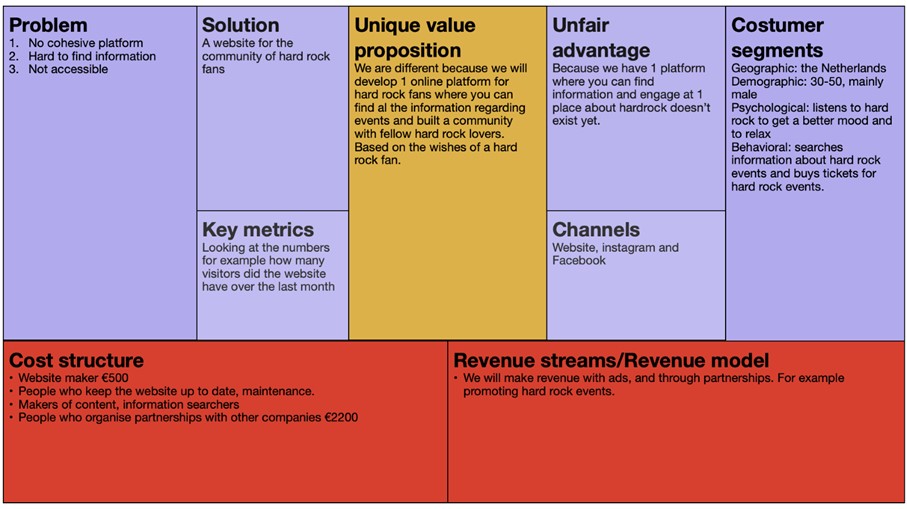 Problem
1. No cohesive platform
2. Hard to find information
3. Not accessible
Solution
A website for the
community of hard rock
fans
Key metrics
Looking at the numbers
for example how many
visitors did the website
have over the last month
Unique value
proposition
We are different because we will
develop 1 online platform for
hard rock fans where you can
find al the information regarding
events and built a community
with fellow hard rock lovers.
Based on the wishes of a hard
rock fan.
Unfair
advantage
Because we have 1 platform
where you can find
information and engage at 1
place about hardrock doesn't
exist yet.
Channels
Website, instagram and
Facebook
Costumer
segments
Geographic: the Netherlands
Demographic: 30-50, mainly
male
Psychological: listens to hard
rock to get a better mood and
to relax
Behavioral: searches
information about hard rock
events and buys tickets for
hard rock events.
Cost structure
• Website maker €500
• People who keep the website up to date, maintenance.
• Makers of content, information searchers
• People who organise partnerships with other companies €2200
Revenue streams/Revenue model
• We will make revenue with ads, and through partnerships. For example
promoting hard rock events.